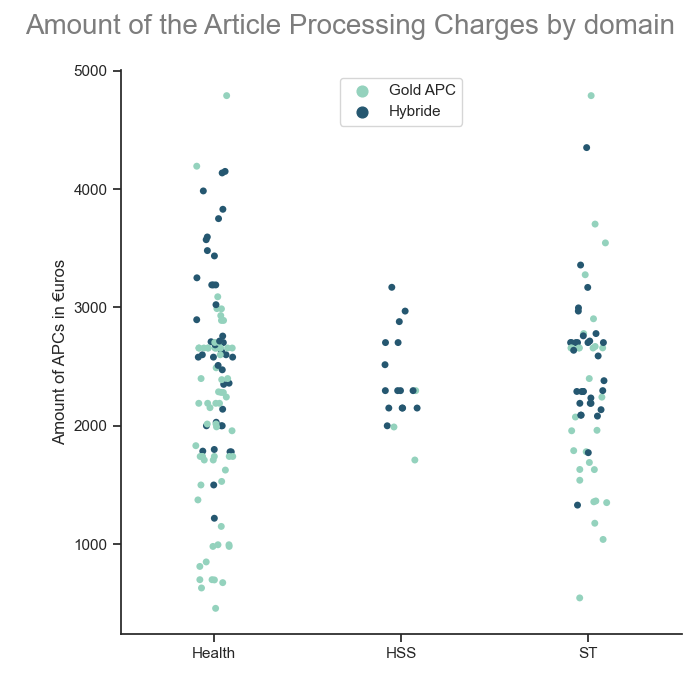 Amount of the Article Processing Charges by domain
5000
4000
3000
2000
1000
Amount of APCs in €uros
Gold APC
Hybride
Health
HSS
ST